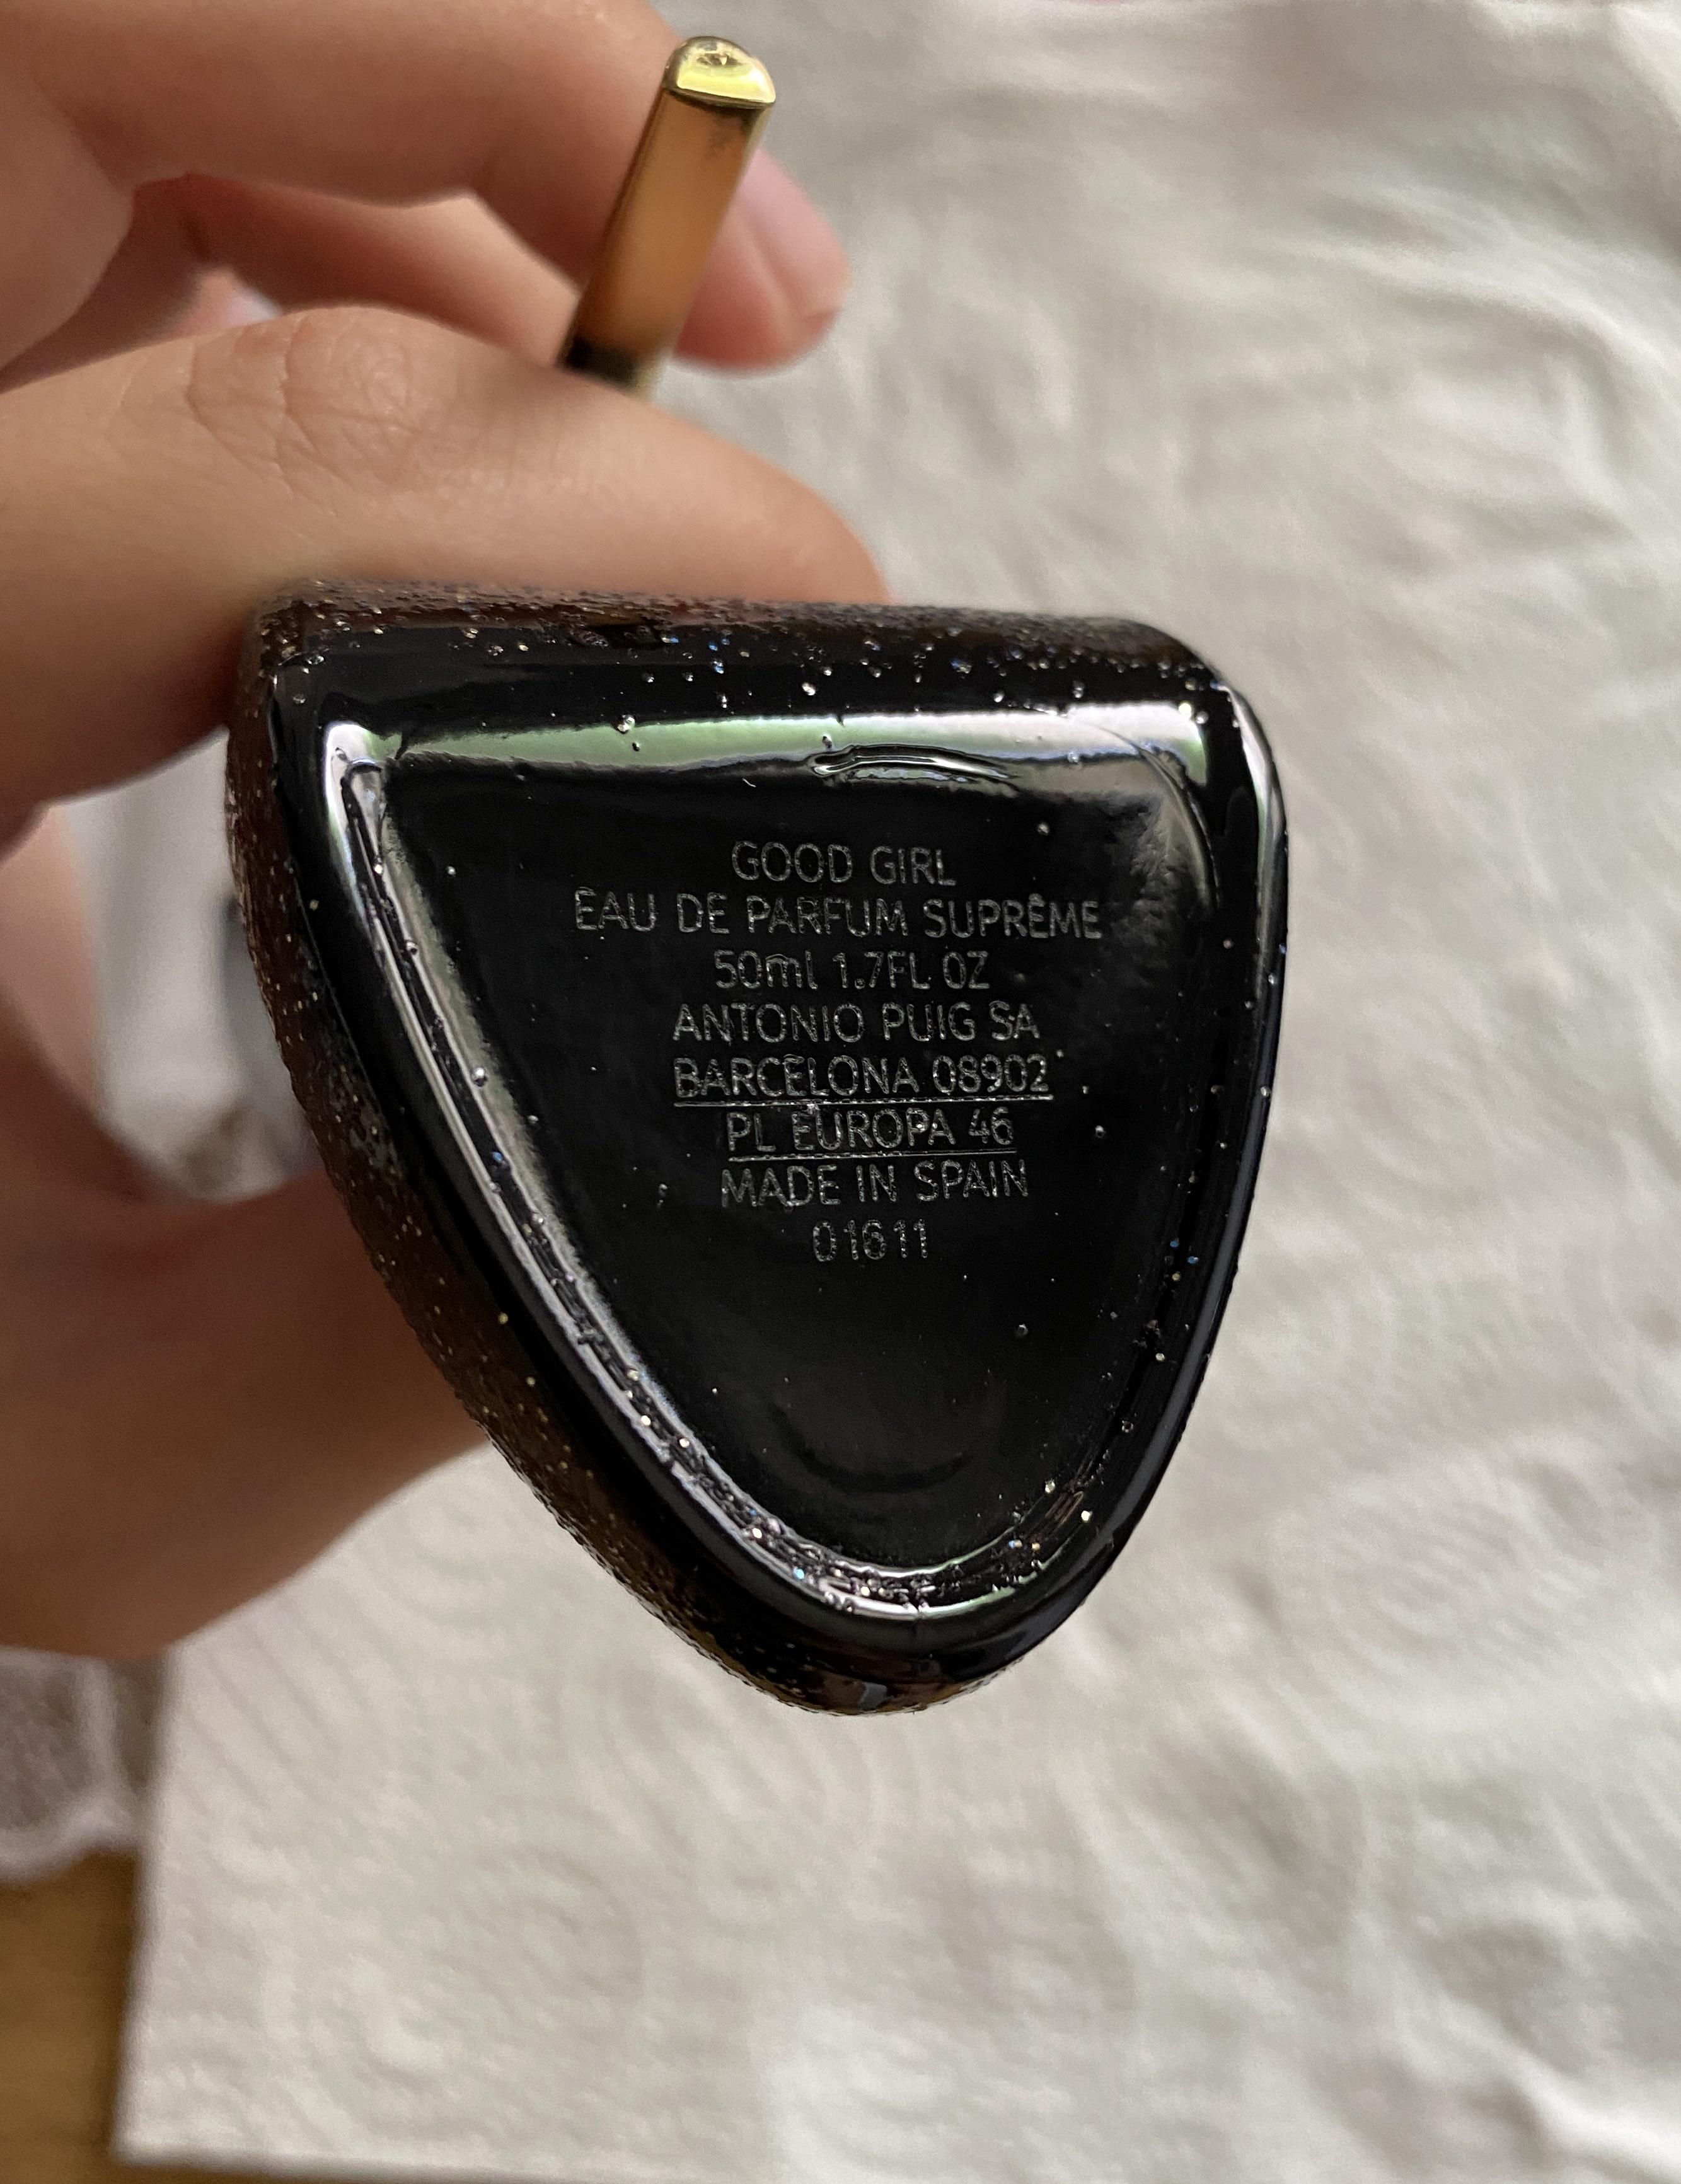 GOOD GIRL
EAU DE PARFUM SUPRÊME
50ml 1.7FL OZ
ANTONIO PUIG SA
BARCELONA 08902
PL EUROPA 46
MADE IN SPAIN
01611